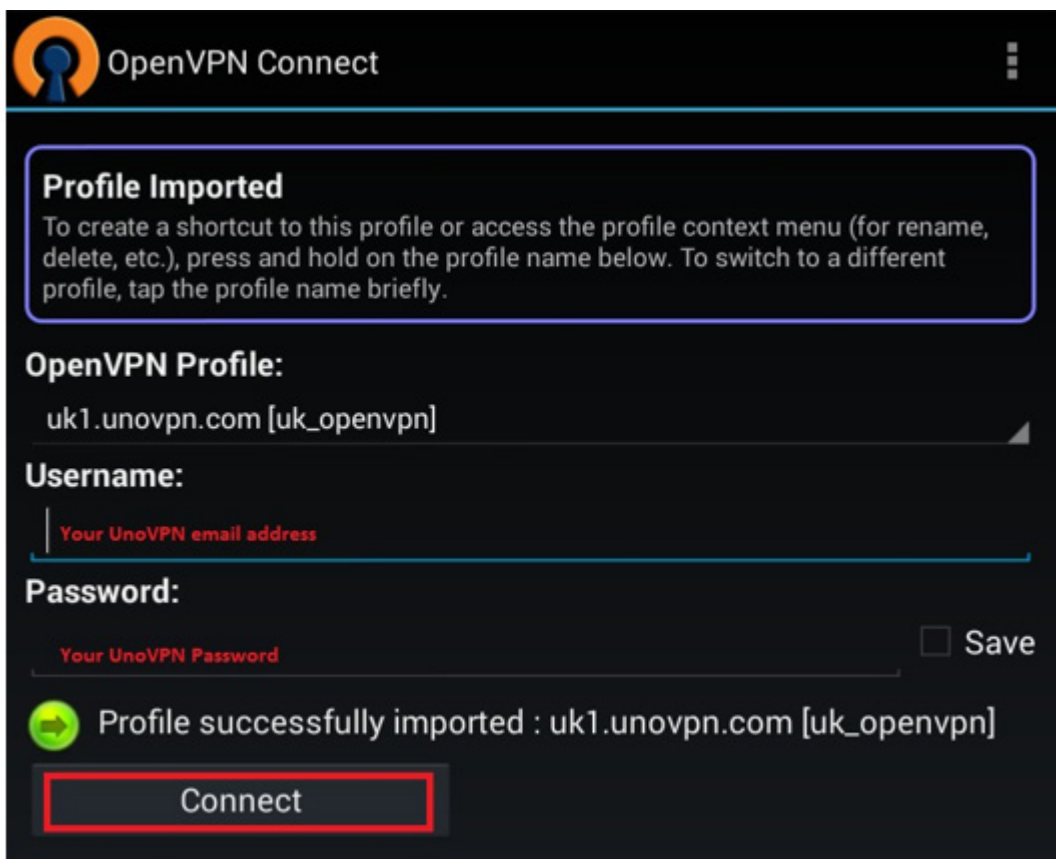 OpenVPN Connect
Profile Imported
To create a shortcut to this profile or access the profile context menu (for rename,
delete, etc.), press and hold on the profile name below. To switch to a different
profile, tap the profile name briefly.
OpenVPN Profile:
uk1.unovpn.com [uk_openvpn]
Username:
Your UnoVPN email address
Password:
Your UnoVPN Password
Save
Profile successfully imported : uk1.unovpn.com [uk_openvpn]
Connect